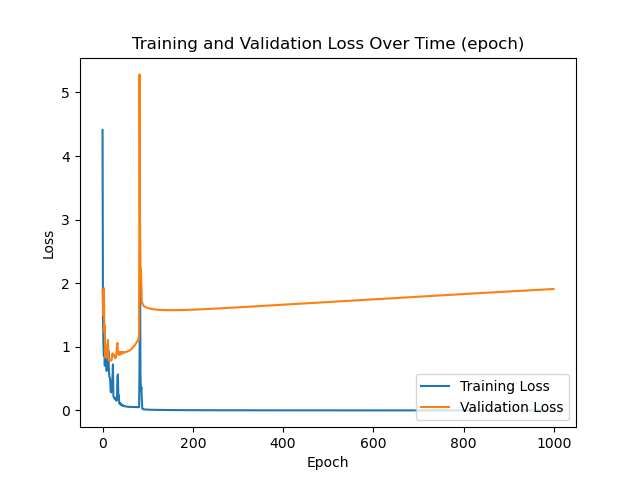 Training and Validation Loss Over Time (epoch)
Loss
5
4
3
2
1
0
0 200 400 600 800 1000
Epoch
Training Loss
Validation Loss